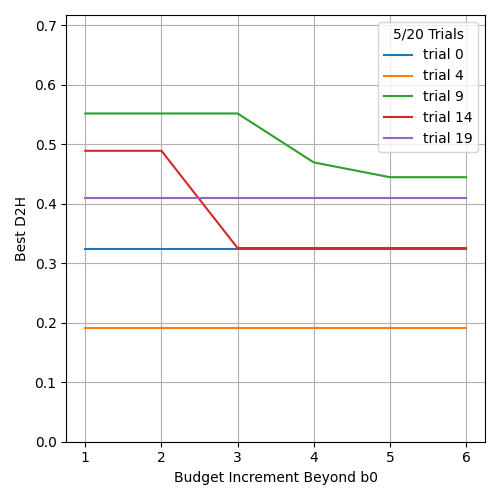 5/20 Trials
trial 0
trial 4
trial 9
trial 14
trial 19
Best D2H
0.7
0.6
0.5
0.4
0.3
0.2
0.1
0.0
1 2 3 4 5 6
Budget Increment Beyond b0